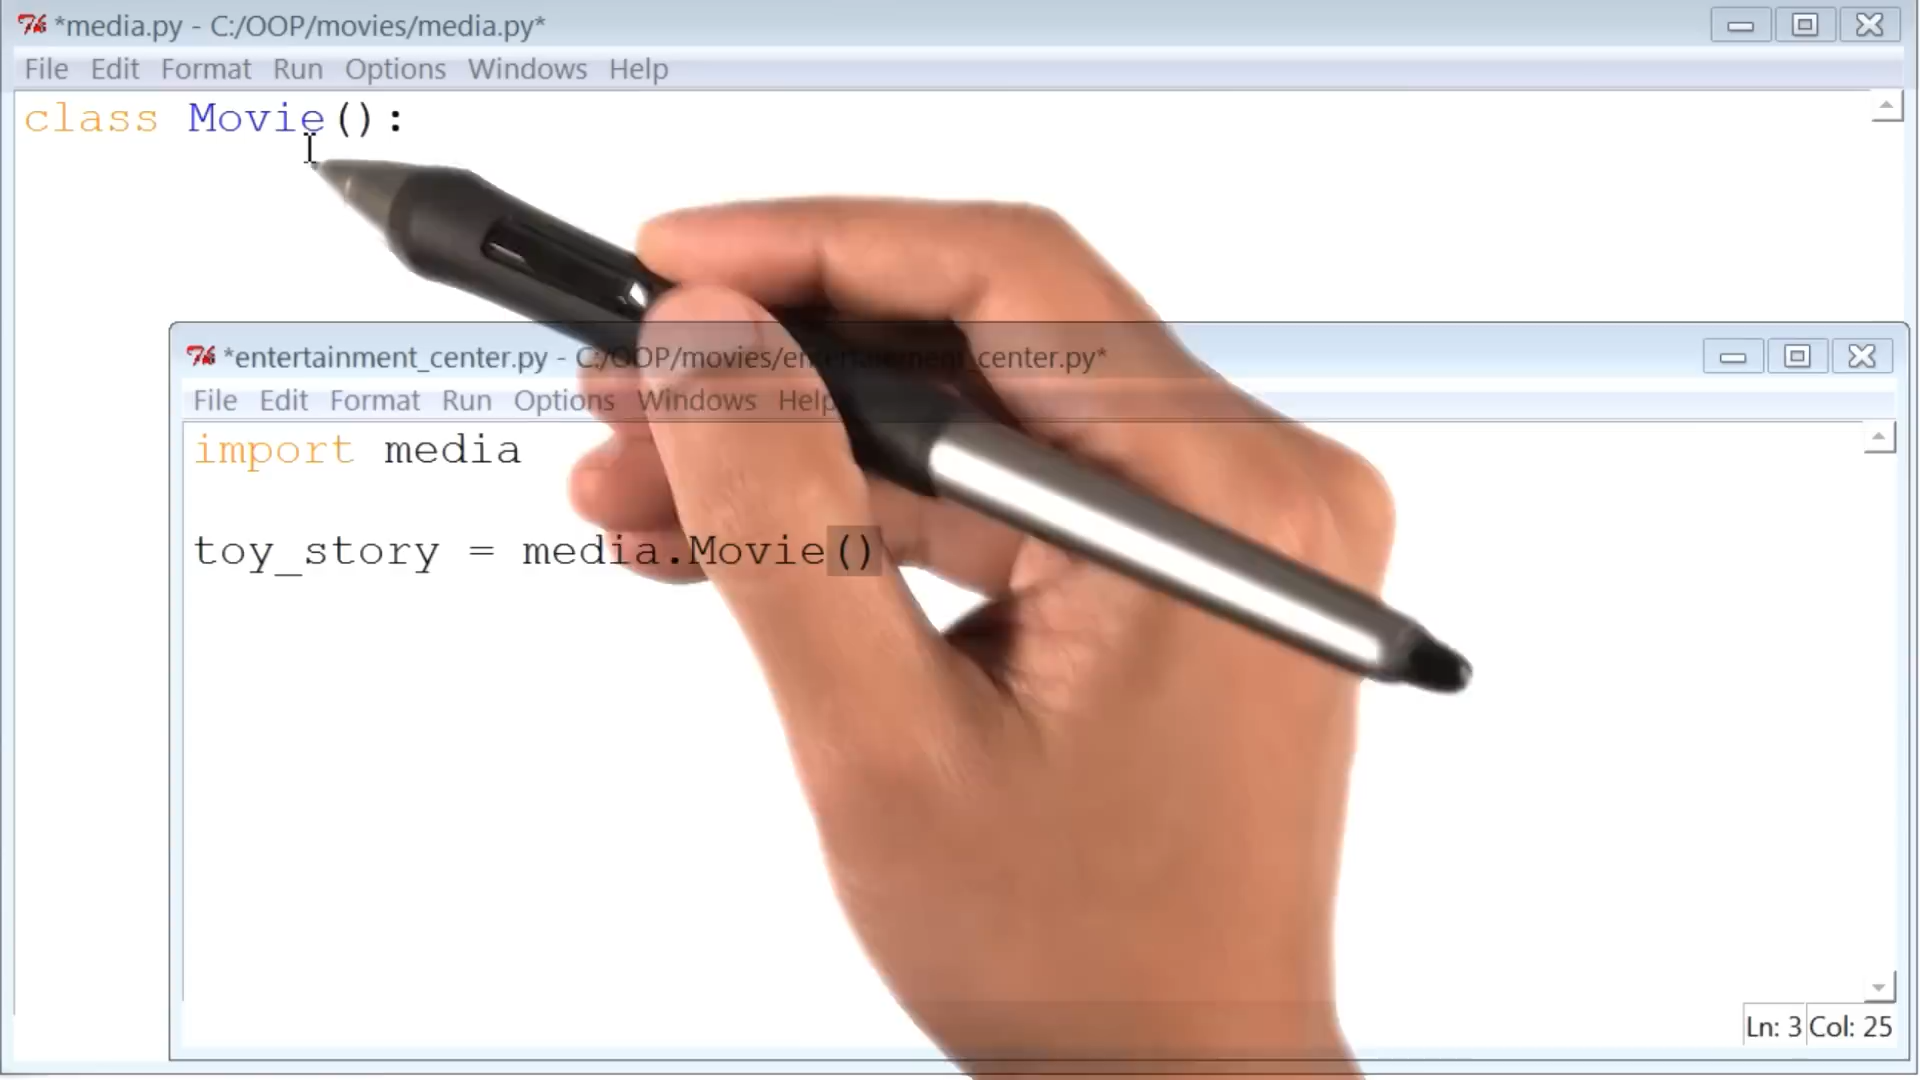 *media.py - C:/OOP/movies/media.py*
File Edit Format Run Options Windows Help
class Movie():
*entertainment_center.py - C:/OOP/movies/entertainment_center.py*
File Edit Format Run Options Windows Help
import media
toy_story = media.Movie()
Ln: 3 Col: 25